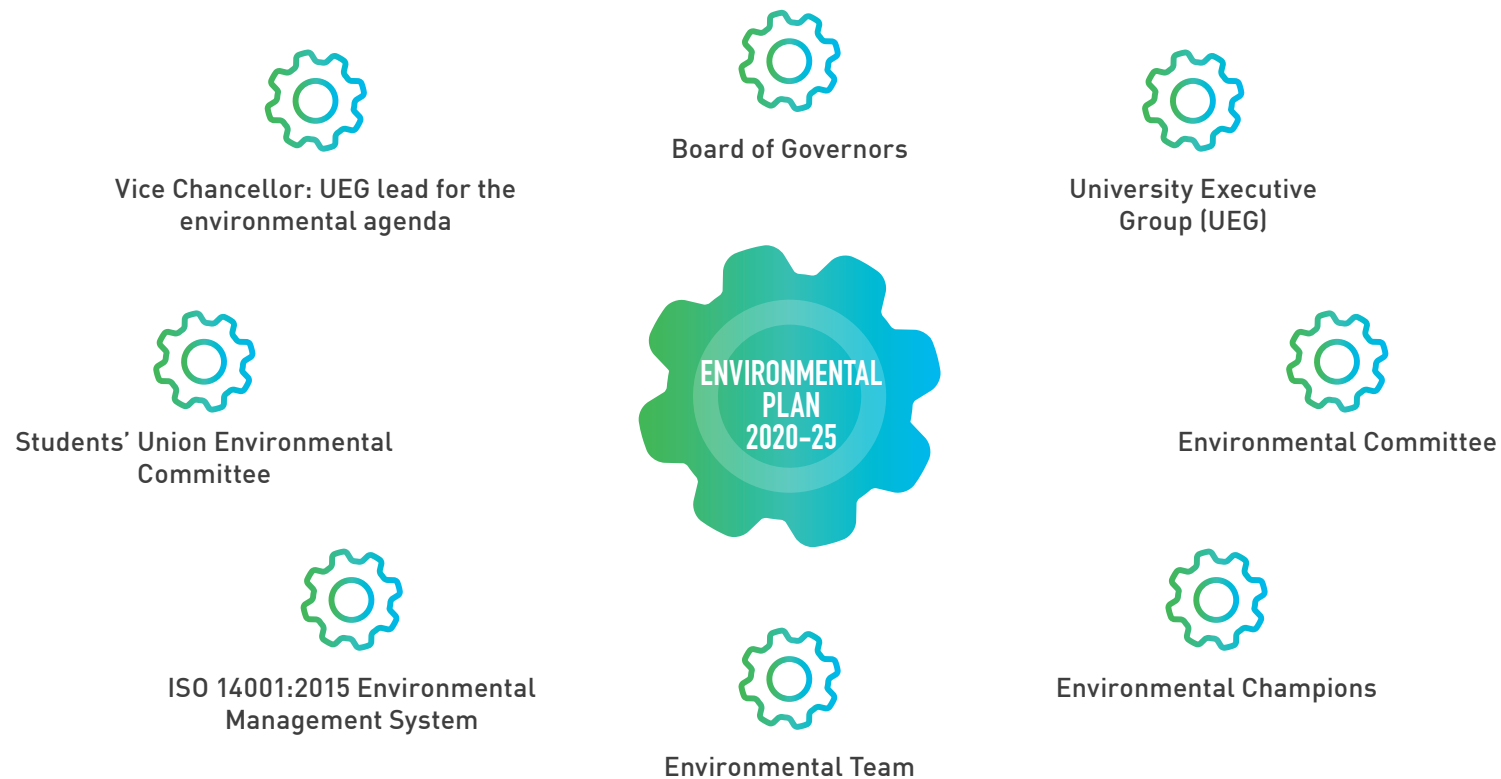 Board of Governors
Vice Chancellor: UEG lead for the
environmental agenda
University Executive
Group (UEG)
ENVIRONMENTAL
PLAN
2020-25
Students’ Union Environmental
Committee
Environmental Committee
ISO 14001:2015 Environmental
Management System
Environmental Champions
Environmental Team